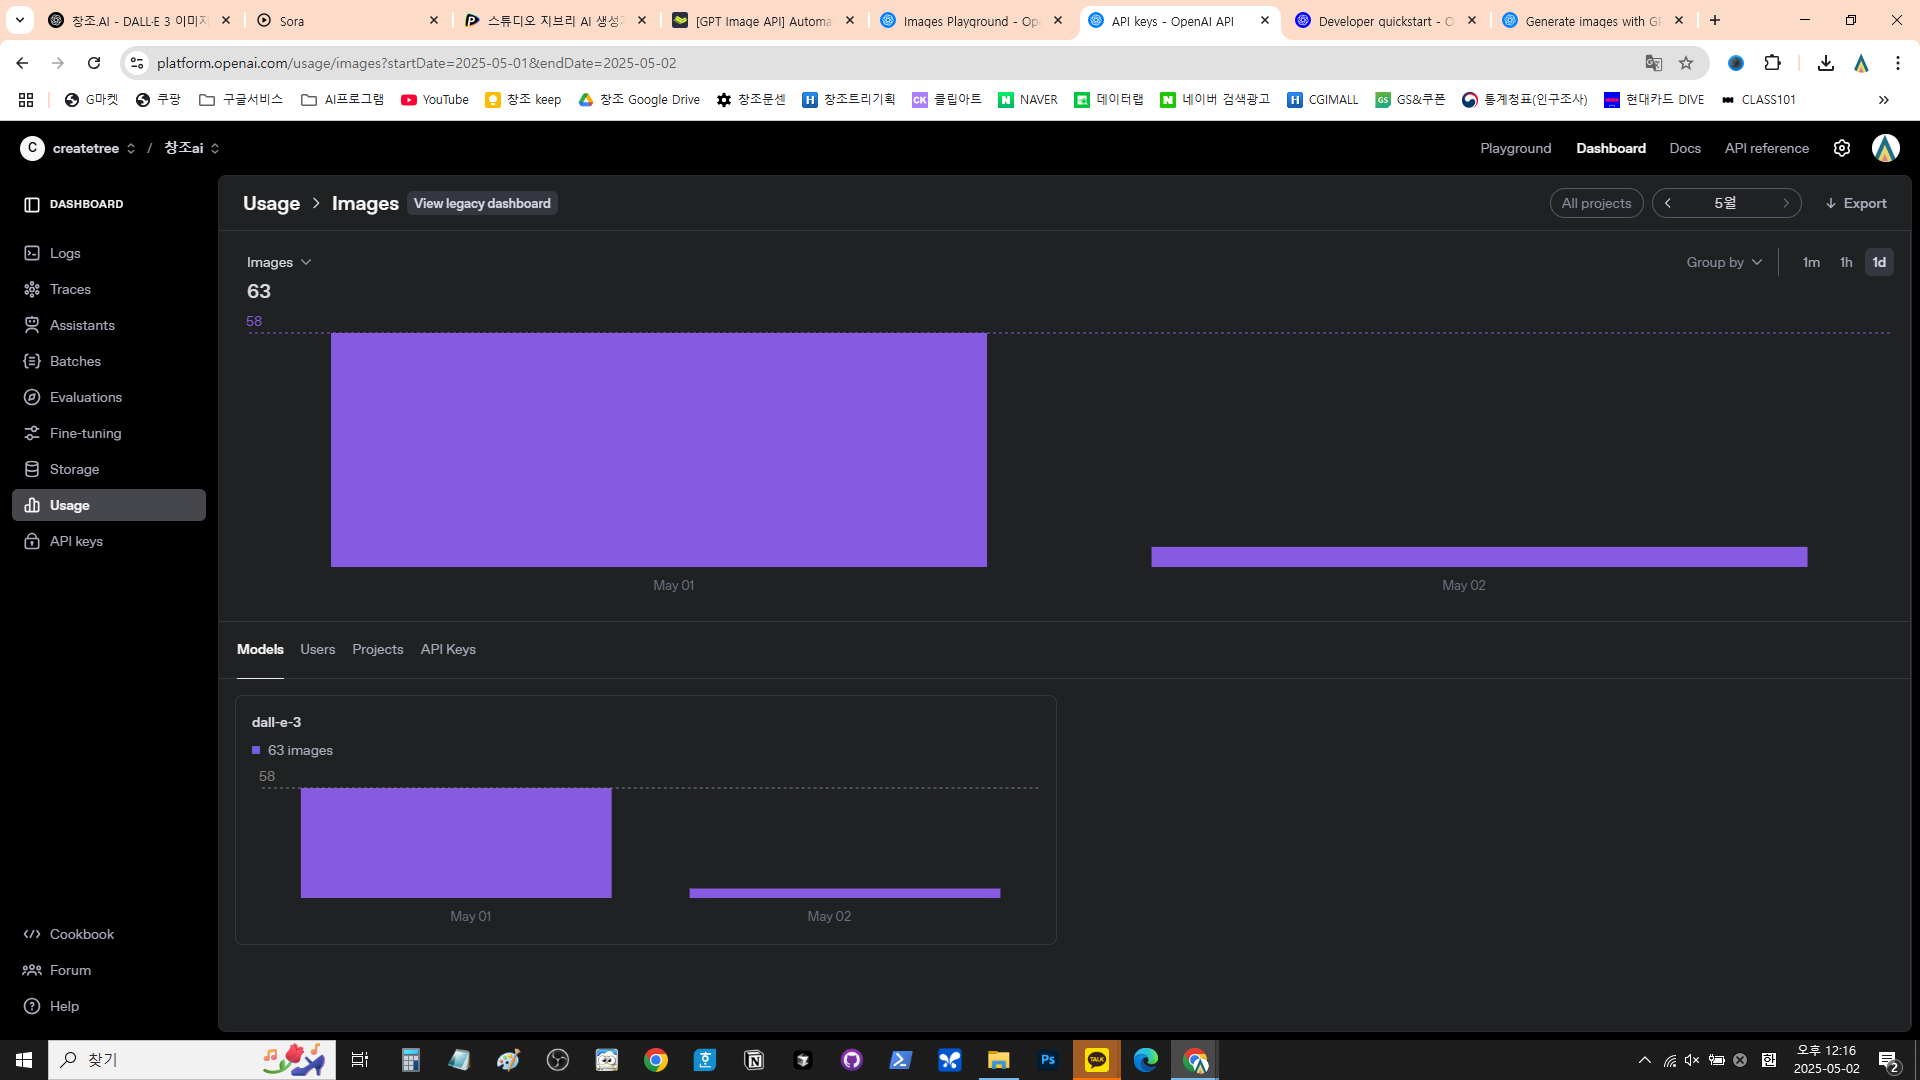 창조.AI - DALL·E 3 이미지
Sora
스튜디오 지브리 AI 생성기
[GPT Image API] Automa
Images Playground - Ope
API keys - OpenAI API
Developer quickstart - O
Generate images with GP
platform.openai.com/usage/images?startDate=2025-05-01&endDate=2025-05-02
G마켓
쿠팡
구글서비스
AI프로그램
YouTube
창조 keep
창조 Google Drive
창조문센
창조트리기획
클립아트
NAVER
데이터랩
네이버 검색광고
CGIMALL
GS&쿠폰
통계청표(인구조사)
현대카드 DIVE
CLASS101
C createtree / 창조ai
Playground Dashboard Docs API reference
DASHBOARD
Logs
Traces
Assistants
Batches
Evaluations
Fine-tuning
Storage
Usage
API keys
Cookbook
Forum
Help
Usage > Images View legacy dashboard
All projects 5월 Export
Images
Group by 1m 1h 1d
63
58
May 01 May 02
Models Users Projects API Keys
dall-e-3
63 images
58
May 01 May 02
찾기
Ps
TALK
한
오후 12:16
2025-05-02
2